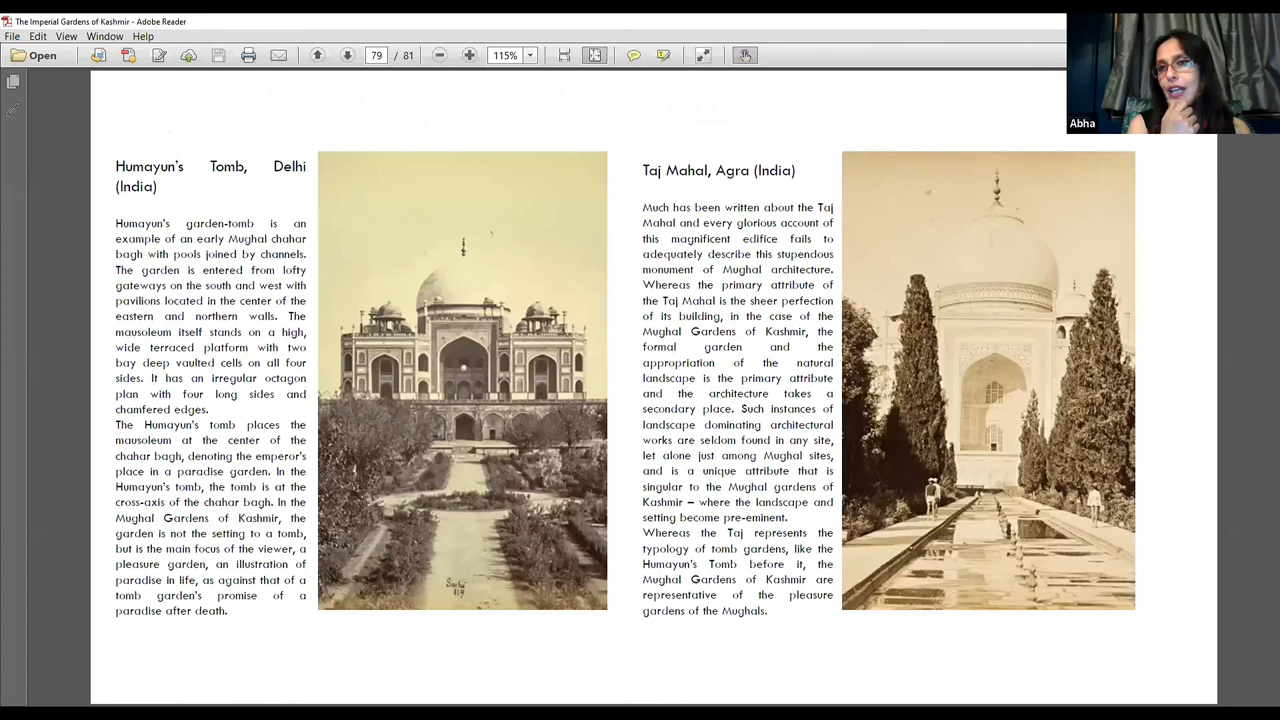 The Imperial Gardens of Kashmir - Adobe Reader
File Edit View Window Help
Open
79 / 81
115%
Abha
Humayun's Tomb, Delhi
(India)
Humayun's garden-tomb is an
example of an early Mughal chahar
bagh with pools joined by channels.
The garden is entered from lofty
gateways on the south and west with
pavilions located in the center of the
eastern and northern walls. The
mausoleum itself stands on a high,
wide terraced platform with two
bay deep vaulted cells on all four
sides. It has an irregular octagon
plan with four long sides and
chamfered edges.
The Humayun's tomb places the
mausoleum at the center of the
chahar bagh, denoting the emperor's
place in a paradise garden. In the
Humayun's tomb, the tomb is at the
cross-axis of the chahar bagh. In the
Mughal Gardens of Kashmir, the
garden is not the setting to a tomb,
but is the main focus of the viewer, a
pleasure garden, an illustration of
paradise in life, as against that of a
tomb garden's promise of a
paradise after death.
Taj Mahal, Agra (India)
Much has been written about the Taj
Mahal and every glorious account of
this magnificent edifice fails to
adequately describe this stupendous
monument of Mughal architecture.
Whereas the primary attribute of
the Taj Mahal is the sheer perfection
of its building, in the case of the
Mughal Gardens of Kashmir, the
formal garden and the
appropriation of the natural
landscape is the primary attribute
and the architecture takes a
secondary place. Such instances of
landscape dominating architectural
works are seldom found in any site,
let alone just among Mughal sites,
and is a unique attribute that is
singular to the Mughal gardens of
Kashmir – where the landscape and
setting become pre-eminent.
Whereas the Taj represents the
typology of tomb gardens, like the
Humayun's Tomb before it, the
Mughal Gardens of Kashmir are
representative of the pleasure
gardens of the Mughals.